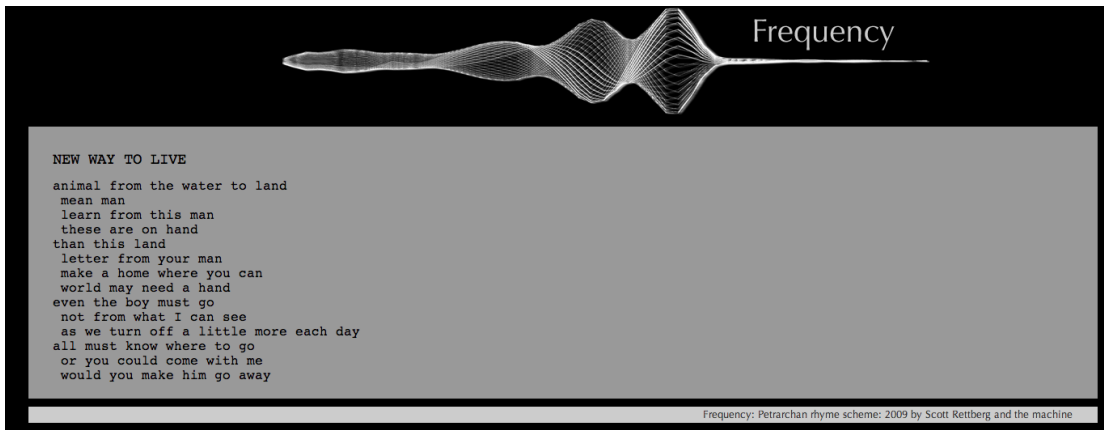 Frequency
NEW WAY TO LIVE
animal from the water to land
mean man
learn from this man
these are on hand
than this land
letter from your man
make a home where you can
world may need a hand
even the boy must go
not from what I can see
as we turn off a little more each day
all must know where to go
or you could come with me
would you make him go away
Frequency: Petrarchan rhyme scheme: 2009 by Scott Rettberg and the machine